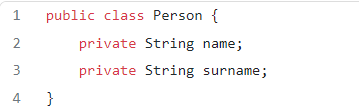 1 public class Person {
2     private String name;
3     private String surname;
4 }